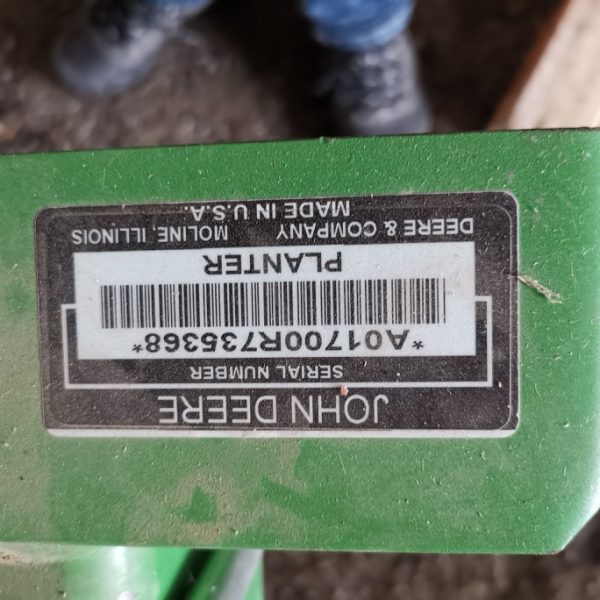 JOHN DEERE
SERIAL NUMBER
*A01700R735368*
PLANTER
DEERE & COMPANY MOLINE, ILLINOIS
MADE IN U.S.A.